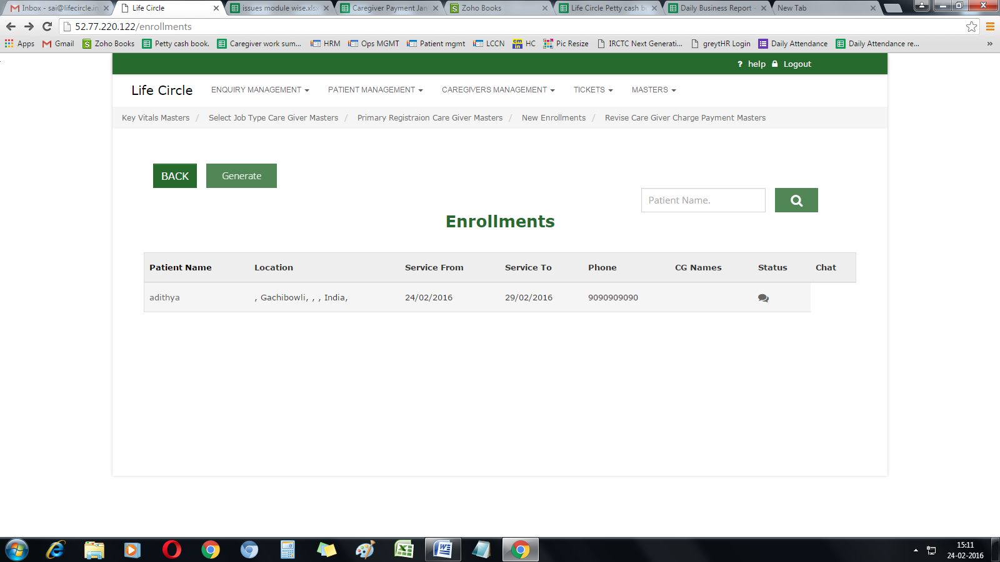 Inbox - sai@lifecircle.in
Life Circle
issues module wise.xlsx
Caregiver Payment Jan
Zoho Books
Life Circle Petty cash b
Daily Business Report -
New Tab
52.77.220.122/enrollments
Apps
Gmail
Zoho Books
Petty cash book.
Caregiver work sum...
HRM
Ops MGMT
Patient mgmt
LCCN
cm in
HC
Pic Resize
IRCTC Next Generati...
greytHR Login
Daily Attendance
Daily Attendance re...
»
? help
Logout
Life Circle
ENQUIRY MANAGEMENT
PATIENT MANAGEMENT
CAREGIVERS MANAGEMENT
TICKETS
MASTERS
Key Vitals Masters / Select Job Type Care Giver Masters / Primary Registraion Care Giver Masters / New Enrollments / Revise Care Giver Charge Payment Masters
BACK
Generate
Patient Name.
Enrollments
Patient Name Location Service From Service To Phone CG Names Status Chat
adithya , Gachibowli, , , India, 24/02/2016 29/02/2016 9090909090
15:11
24-02-2016